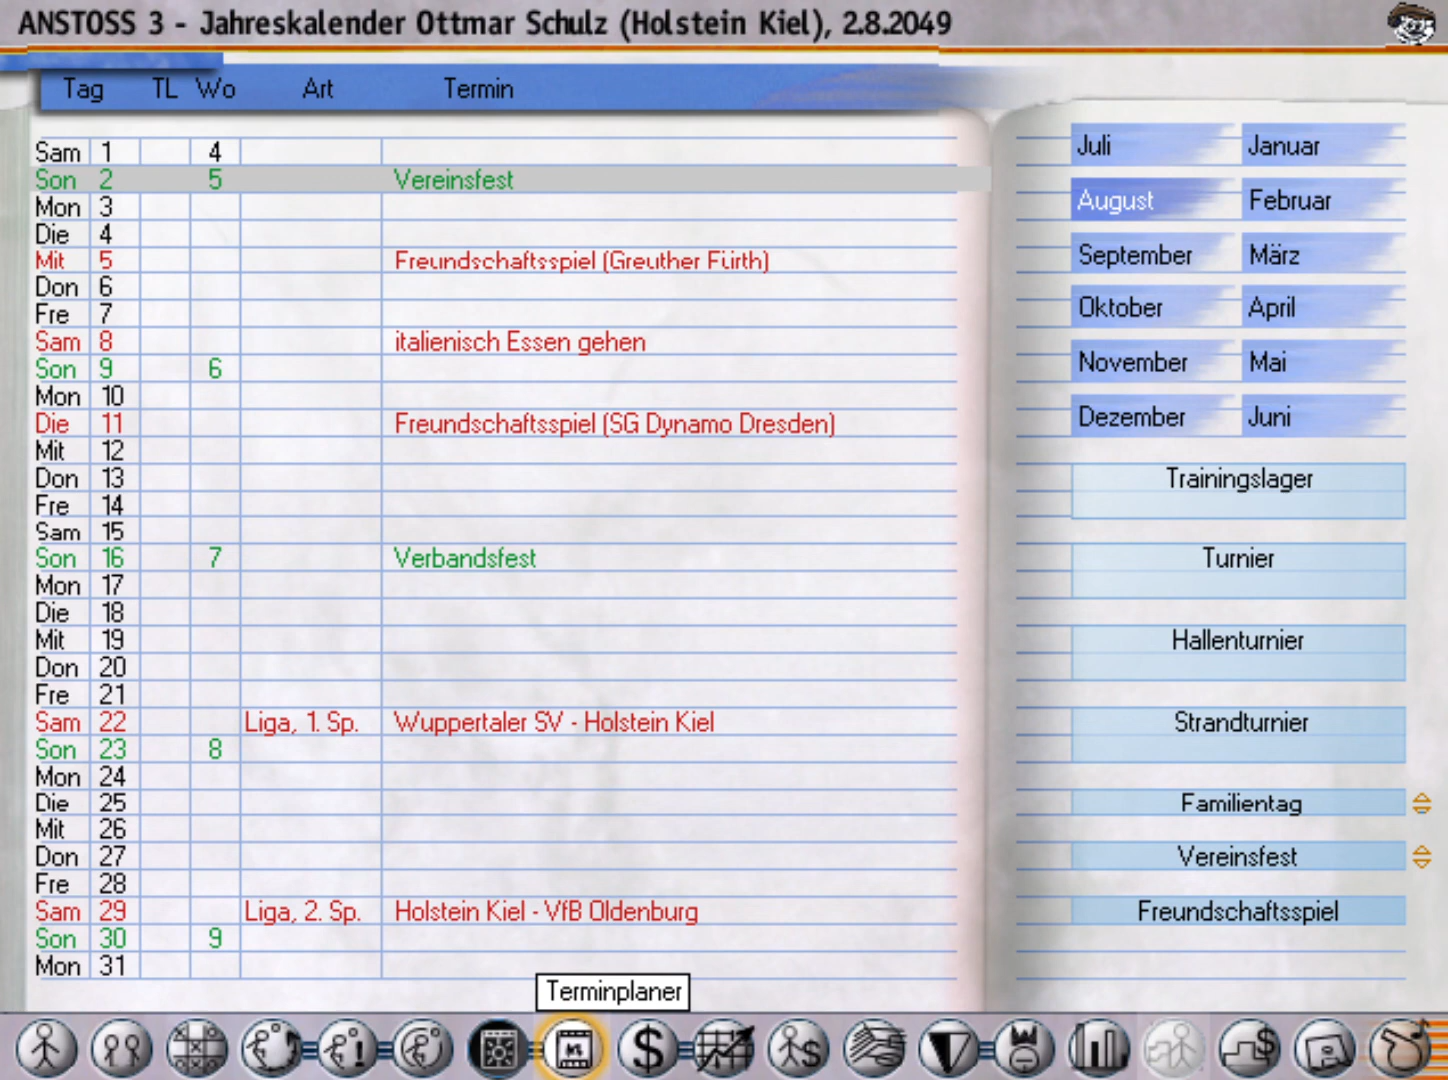 ANSTOSS 3 - Jahreskalender Ottmar Schulz (Holstein Kiel), 2.8.2049
Tag TL Wo Art Termin
Sam 1 4
Son 2 5 Vereinsfest
Mon 3
Die 4
Mit 5 Freundschaftsspiel (Greuther Fürth)
Don 6
Fre 7
Sam 8 italienisch Essen gehen
Son 9 6
Mon 10
Die 11 Freundschaftsspiel (SG Dynamo Dresden)
Mit 12
Don 13
Fre 14
Sam 15
Son 16 7 Verbandsfest
Mon 17
Die 18
Mit 19
Don 20
Fre 21
Sam 22 Liga, 1. Sp. Wuppertaler SV - Holstein Kiel
Son 23 8
Mon 24
Die 25
Mit 26
Don 27
Fre 28
Sam 29 Liga, 2. Sp. Holstein Kiel - VfB Oldenburg
Son 30 9
Mon 31
Juli Januar
August Februar
September März
Oktober April
November Mai
Dezember Juni
Trainingslager
Turnier
Hallenturnier
Strandturnier
Familientag
Vereinsfest
Freundschaftsspiel
Terminplaner